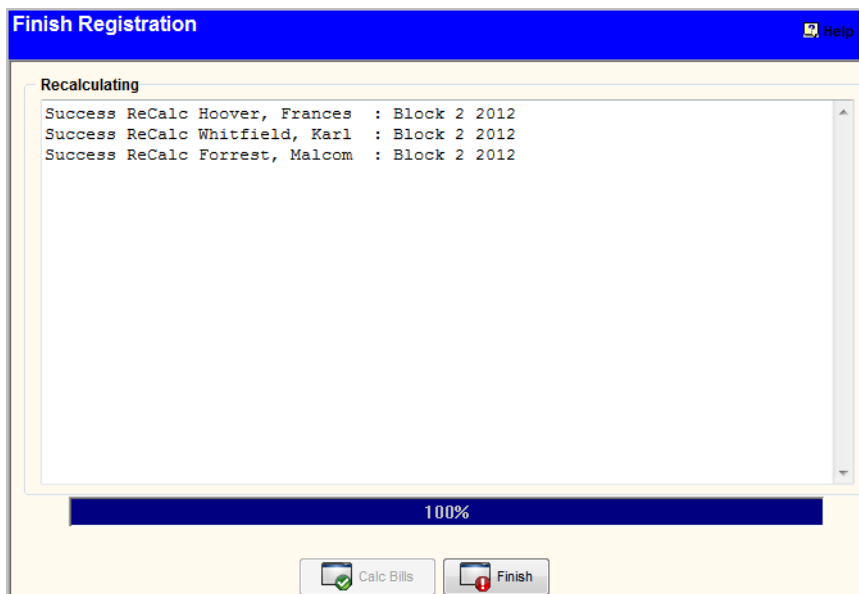 Finish Registration
Help
Recalculating
Success ReCalc Hoover, Frances : Block 2 2012
Success ReCalc Whitfield, Karl : Block 2 2012
Success ReCalc Forrest, Malcom : Block 2 2012
100%
Calc Bills
Finish